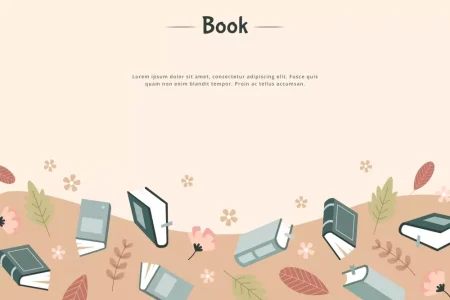 Book
Lorem ipsum dolor sit amet, consectetur adipiscing elit. Fusce quis
quam non enim blandit tempor. Proin ac tellus accumsan.